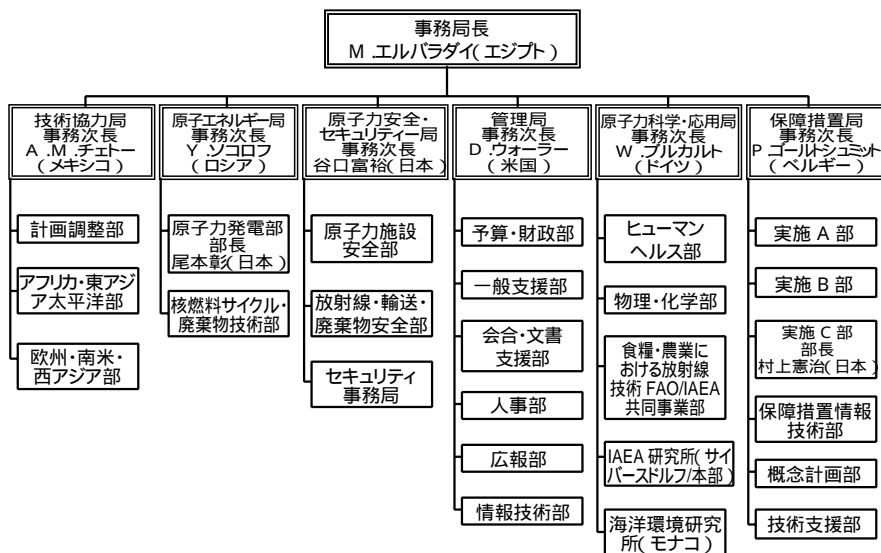 事務局長
M .エルバラダイ( エジプト )
技術協力局
事務次長
A .M .チェトー
( メキシコ )
原子エネルギー局
事務次長
Y .ソコロフ
( ロシア )
原子力安全・
セキュリティー局
事務次長
谷口富裕( 日本 )
管理局
事務次長
D .ウォーラー
( 米国 )
原子力科学・応用局
事務次長
W .ブルカルト
( ドイツ )
保障措置局
事務次長
P .ゴールトシュミット
( ベルギー )
計画調整部
アフリカ・東アジ
ア太平洋部
欧州・南米・
西アジア部
原子力発電部
部長
尾本彰( 日本 )
核燃料サイクル・
廃棄物技術部
原子力施設
安全部
放射線・輸送・
廃棄物安全部
セキュリティ
事務局
予算・財政部
一般支援部
会合・文書
支援部
人事部
広報部
情報技術部
ヒューマン
ヘルス部
物理・化学部
食糧・農業に
おける放射線
技術 FAO/IAEA
共同事業部
IAEA 研究所( サイ
バースドルフ/本部 )
海洋環境研究
所( モナコ )
実施 A 部
実施 B 部
実施 C 部
部長
村上憲治( 日本 )
保障措置情報
技術部
概念計画部
技術支援部